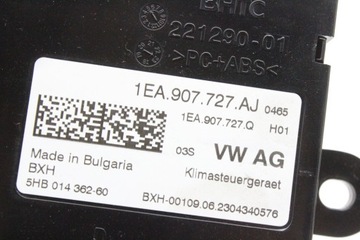 BHTC
221290-01
>PC+ABS<
1EA.907.727.AJ 0465
1EA.907.727.Q H01
03S VW AG
Made in Bulgaria Klimasteuergeraet
BXH
5HB 014 362-60 BXH-00109.06.2304340576